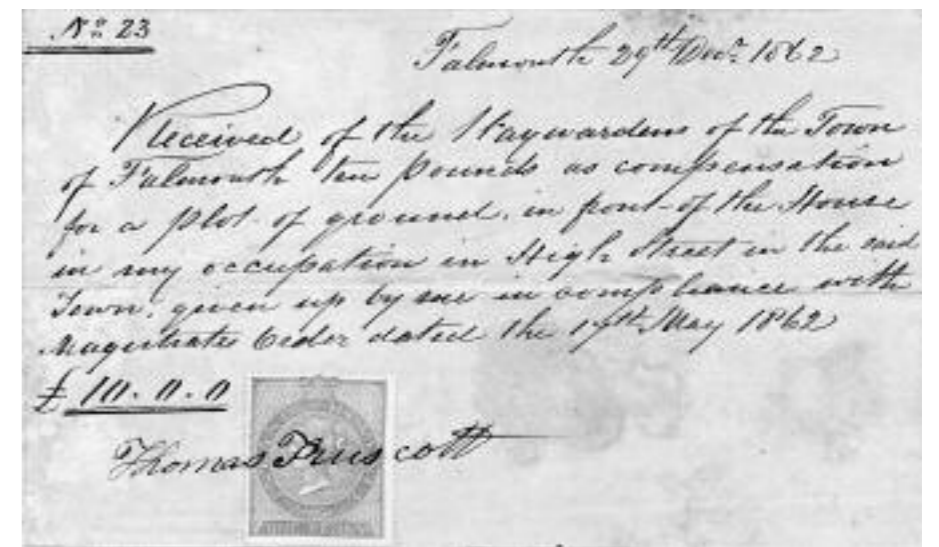 No. 23
Falmouth 29th Decr. 1862
Received of the Waywardens of the Town
of Falmouth ten pounds as compensation
for a plot of ground, in front of the House
in my occupation in High Street in the said
Town, given up by me in compliance with
Magistrates Order dated the 17th May 1862
£ 10.0.0
Thomas Truscott